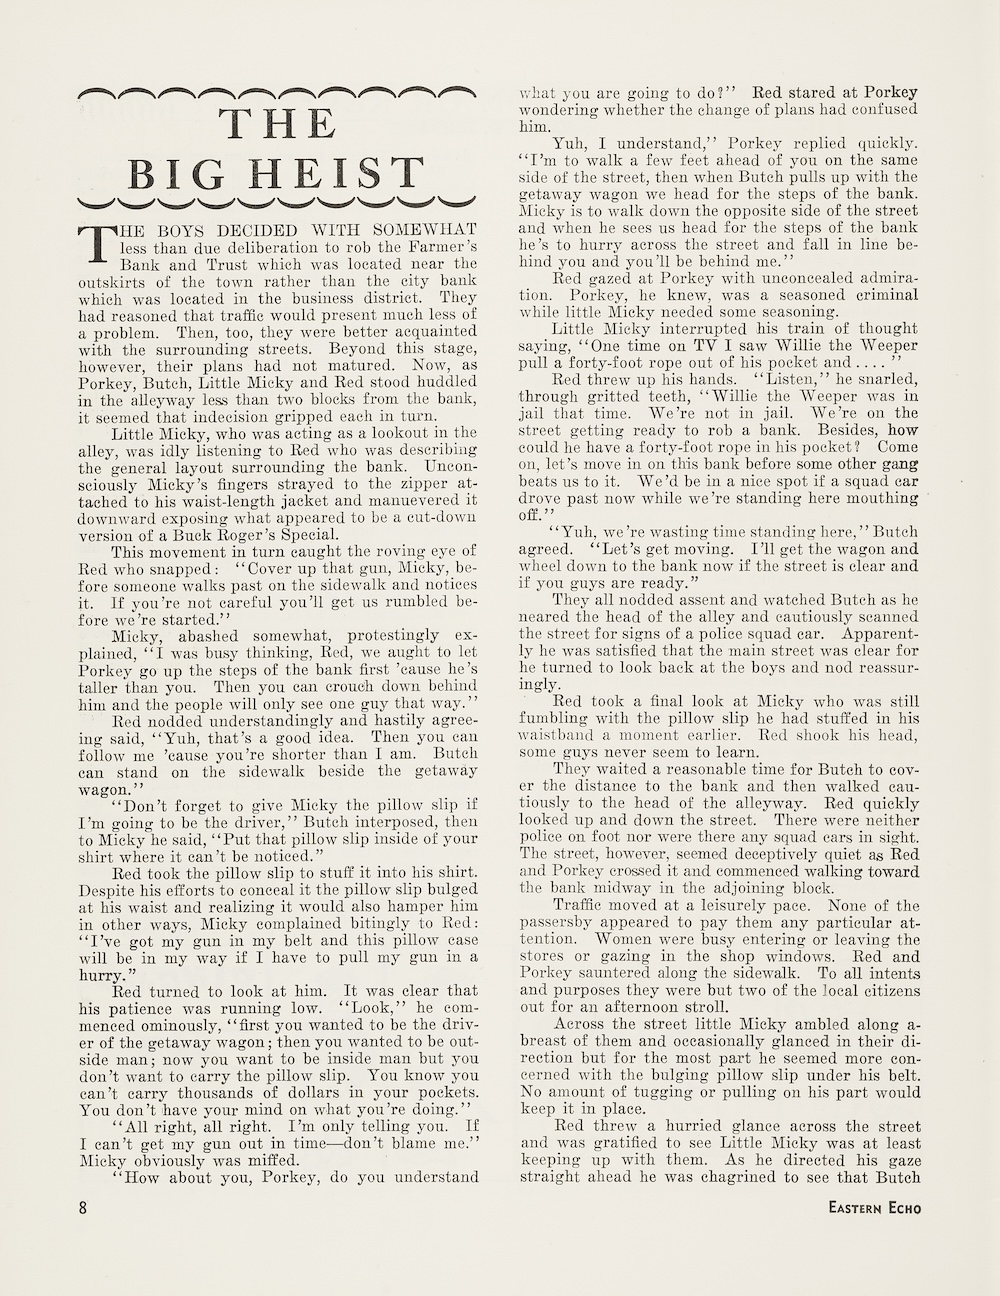 THE
BIG HEIST
THE BOYS DECIDED WITH SOMEWHAT
less than due deliberation to rob the Farmer's
Bank and Trust which was located near the
outskirts of the town rather than the city bank
which was located in the business district. They
had reasoned that traffic would present much less of
a problem. Then, too, they were better acquainted
with the surrounding streets. Beyond this stage,
however, their plans had not matured. Now, as
Porkey, Butch, Little Micky and Red stood huddled
in the alleyway less than two blocks from the bank,
it seemed that indecision gripped each in turn.
Little Micky, who was acting as a lookout in the
alley, was idly listening to Red who was describing
the general layout surrounding the bank. Uncon-
sciously Micky's fingers strayed to the zipper at-
tached to his waist-length jacket and manuevered it
downward exposing what appeared to be a cut-down
version of a Buck Roger's Special.
This movement in turn caught the roving eye of
Red who snapped: "Cover up that gun, Micky, be-
fore someone walks past on the sidewalk and notices
it. If you're not careful you'll get us rumbled be-
fore we're started."
Micky, abashed somewhat, protestingly ex-
plained, "I was busy thinking, Red, we aught to let
Porkey go up the steps of the bank first 'cause he's
taller than you. Then you can crouch down behind
him and the people will only see one guy that way."
Red nodded understandingly and hastily agree-
ing said, "Yuh, that's a good idea. Then you can
follow me 'cause you're shorter than I am. Butch
can stand on the sidewalk beside the getaway
wagon."
"Don't forget to give Micky the pillow slip if
I'm going to be the driver," Butch interposed, then
to Micky he said, "Put that pillow slip inside of your
shirt where it can't be noticed."
Red took the pillow slip to stuff it into his shirt.
Despite his efforts to conceal it the pillow slip bulged
at his waist and realizing it would also hamper him
in other ways, Micky complained bitingly to Red:
"I've got my gun in my belt and this pillow case
will be in my way if I have to pull my gun in a
hurry."
Red turned to look at him. It was clear that
his patience was running low. "Look," he com-
menced ominously, "first you wanted to be the driv-
er of the getaway wagon; then you wanted to be out-
side man; now you want to be inside man but you
don't want to carry the pillow slip. You know you
can't carry thousands of dollars in your pockets.
You don't have your mind on what you're doing."
"All right, all right. I'm only telling you. If
I can't get my gun out in time—don't blame me."
Micky obviously was miffed.
"How about you, Porkey, do you understand
what you are going to do?" Red stared at Porkey
wondering whether the change of plans had confused
him.
Yuh, I understand," Porkey replied quickly.
"I'm to walk a few feet ahead of you on the same
side of the street, then when Butch pulls up with the
getaway wagon we head for the steps of the bank.
Micky is to walk down the opposite side of the street
and when he sees us head for the steps of the bank
he's to hurry across the street and fall in line be-
hind you and you'll be behind me."
Red gazed at Porkey with unconcealed admira-
tion. Porkey, he knew, was a seasoned criminal
while little Micky needed some seasoning.
Little Micky interrupted his train of thought
saying, "One time on TV I saw Willie the Weeper
pull a forty-foot rope out of his pocket and . . . . "
Red threw up his hands. "Listen," he snarled,
through gritted teeth, "Willie the Weeper was in
jail that time. We're not in jail. We're on the
street getting ready to rob a bank. Besides, how
could he have a forty-foot rope in his pocket? Come
on, let's move in on this bank before some other gang
beats us to it. We'd be in a nice spot if a squad car
drove past now while we're standing here mouthing
off."
"Yuh, we're wasting time standing here," Butch
agreed. "Let's get moving. I'll get the wagon and
wheel down to the bank now if the street is clear and
if you guys are ready."
They all nodded assent and watched Butch as he
neared the head of the alley and cautiously scanned
the street for signs of a police squad car. Apparent-
ly he was satisfied that the main street was clear for
he turned to look back at the boys and nod reassur-
ingly.
Red took a final look at Micky who was still
fumbling with the pillow slip he had stuffed in his
waistband a moment earlier. Red shook his head,
some guys never seem to learn.
They waited a reasonable time for Butch to cov-
er the distance to the bank and then walked cau-
tiously to the head of the alleyway. Red quickly
looked up and down the street. There were neither
police on foot nor were there any squad cars in sight.
The street, however, seemed deceptively quiet as Red
and Porkey crossed it and commenced walking toward
the bank midway in the adjoining block.
Traffic moved at a leisurely pace. None of the
passersby appeared to pay them any particular at-
tention. Women were busy entering or leaving the
stores or gazing in the shop windows. Red and
Porkey sauntered along the sidewalk. To all intents
and purposes they were but two of the local citizens
out for an afternoon stroll.
Across the street little Micky ambled along a-
breast of them and occasionally glanced in their di-
rection but for the most part he seemed more con-
cerned with the bulging pillow slip under his belt.
No amount of tugging or pulling on his part would
keep it in place.
Red threw a hurried glance across the street
and was gratified to see Little Micky was at least
keeping up with them. As he directed his gaze
straight ahead he was chagrined to see that Butch
8
EASTERN ECHO